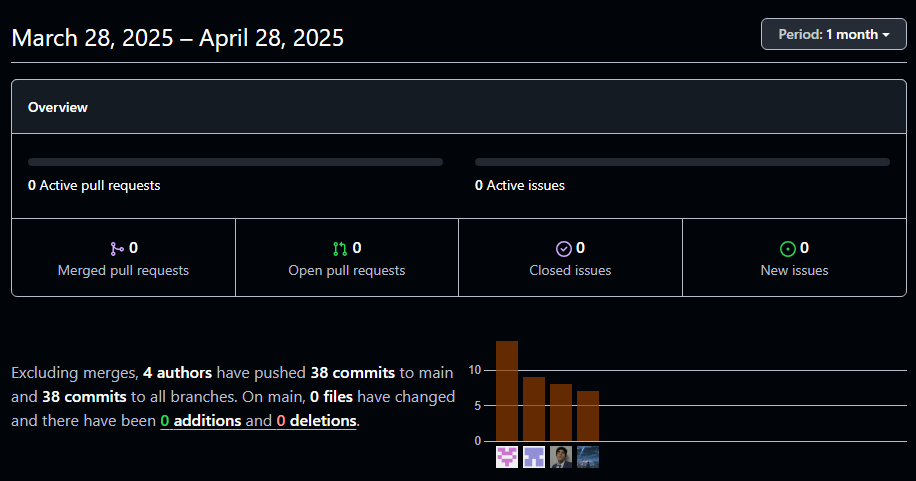 March 28, 2025 – April 28, 2025
Period: 1 month
Overview
0 Active pull requests
0 Active issues
0
Merged pull requests
0
Open pull requests
0
Closed issues
0
New issues
Excluding merges, 4 authors have pushed 38 commits to main
and 38 commits to all branches. On main, 0 files have changed
and there have been 0 additions and 0 deletions.
10
5
0